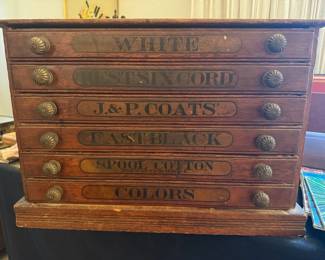 WHITE
BEST SIX CORD
J.&P. COATS'
FAST BLACK
SPOOL COTTON
COLORS